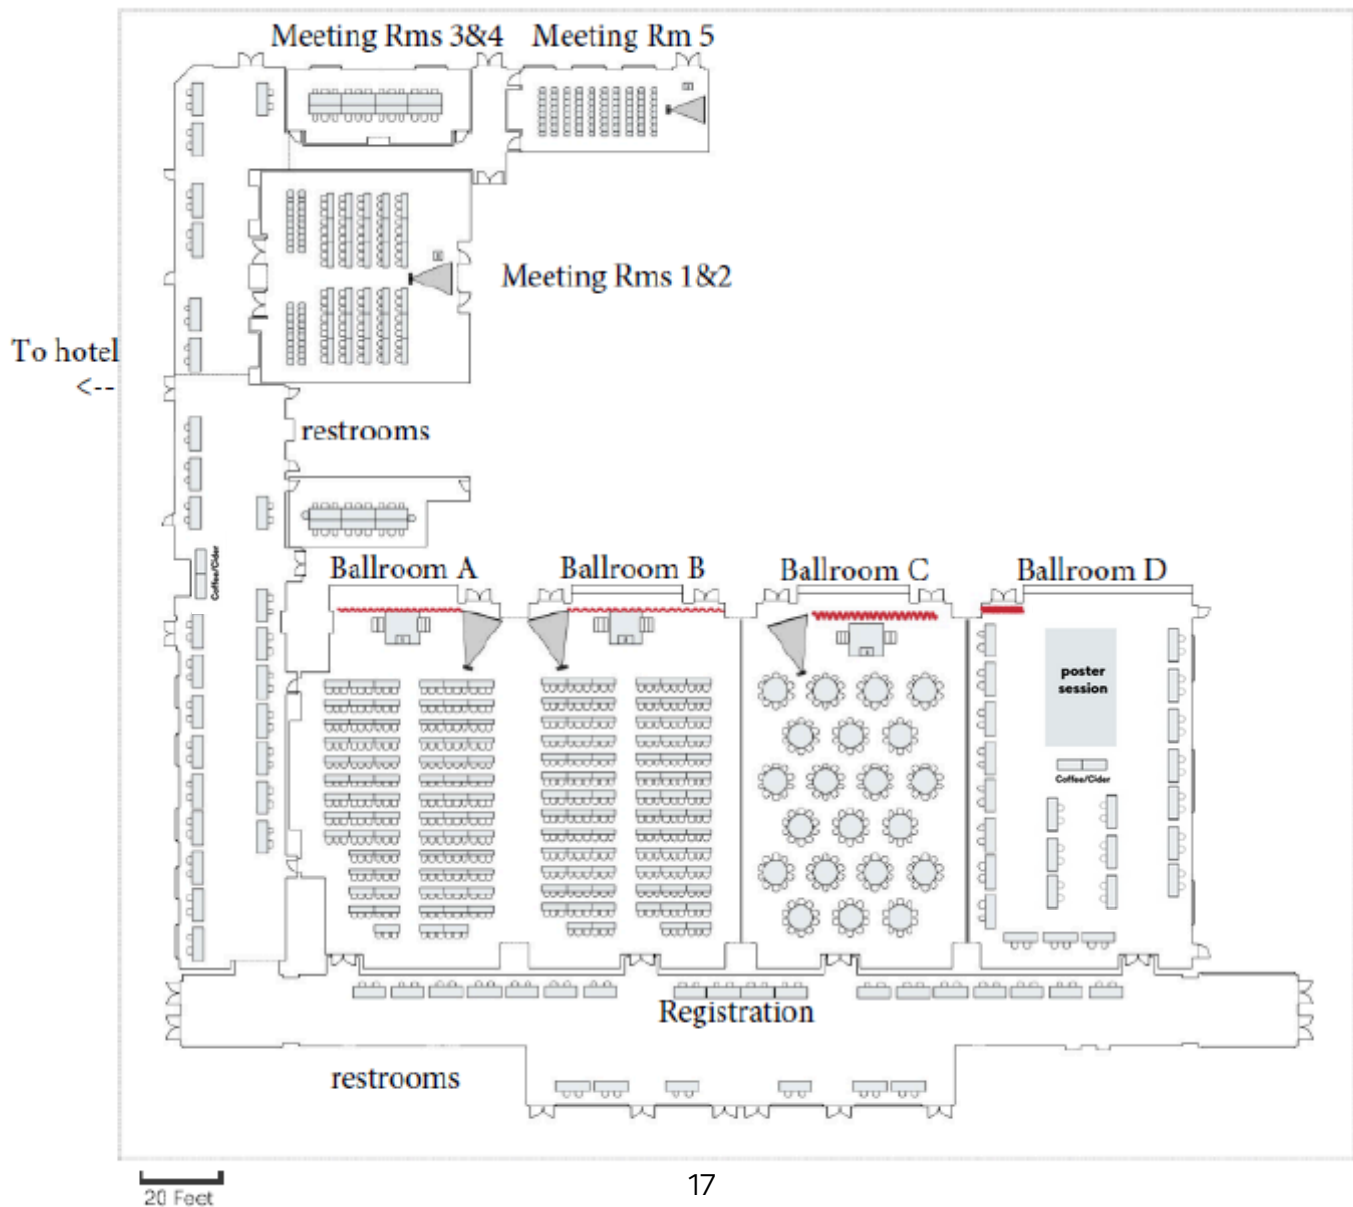 Meeting Rms 3&4
Meeting Rm 5
Meeting Rms 1&2
To hotel
<--
restrooms
Coffee/Cider
Ballroom A
Ballroom B
Ballroom C
Ballroom D
poster
session
Coffee/Cider
Registration
restrooms
20 Feet
17